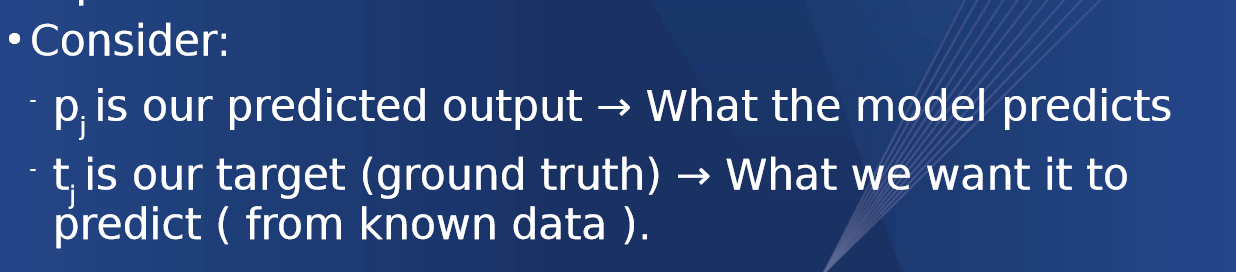 • Consider:
- pj is our predicted output → What the model predicts
- tj is our target (ground truth) → What we want it to
predict ( from known data ).